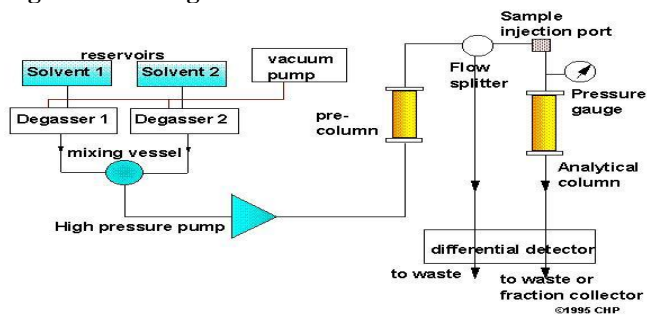 reservoirs
Solvent 1
Solvent 2
vacuum
pump
Degasser 1
Degasser 2
mixing vessel
High pressure pump
pre-
column
Flow
splitter
Sample
injection port
Pressure
gauge
Analytical
column
differential detector
to waste
to waste or
fraction collector
©1995 CHP